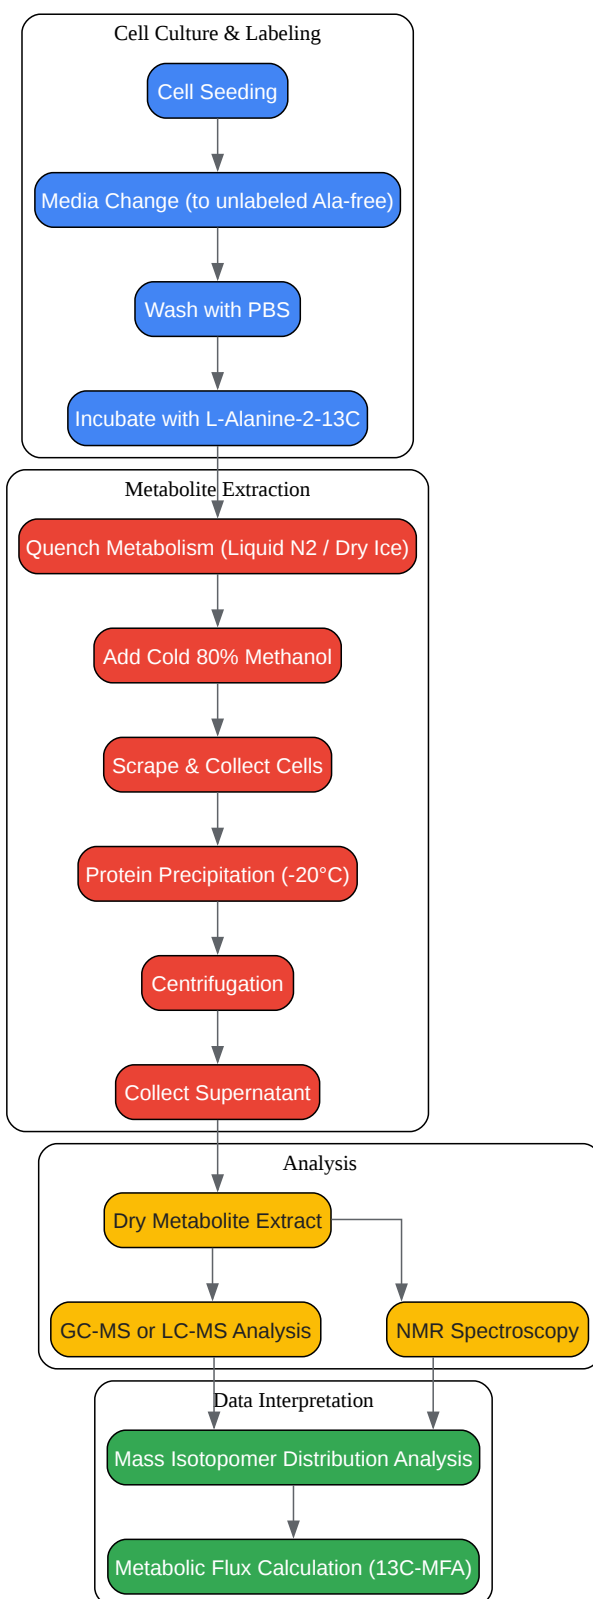 Cell Culture & Labeling
Cell Seeding
Media Change (to unlabeled Ala-free)
Wash with PBS
Incubate with L-Alanine-2-13C
Metabolite Extraction
Quench Metabolism (Liquid N2 / Dry Ice)
Add Cold 80% Methanol
Scrape & Collect Cells
Protein Precipitation (-20°C)
Centrifugation
Collect Supernatant
Analysis
Dry Metabolite Extract
GC-MS or LC-MS Analysis
NMR Spectroscopy
Data Interpretation
Mass Isotopomer Distribution Analysis
Metabolic Flux Calculation (13C-MFA)